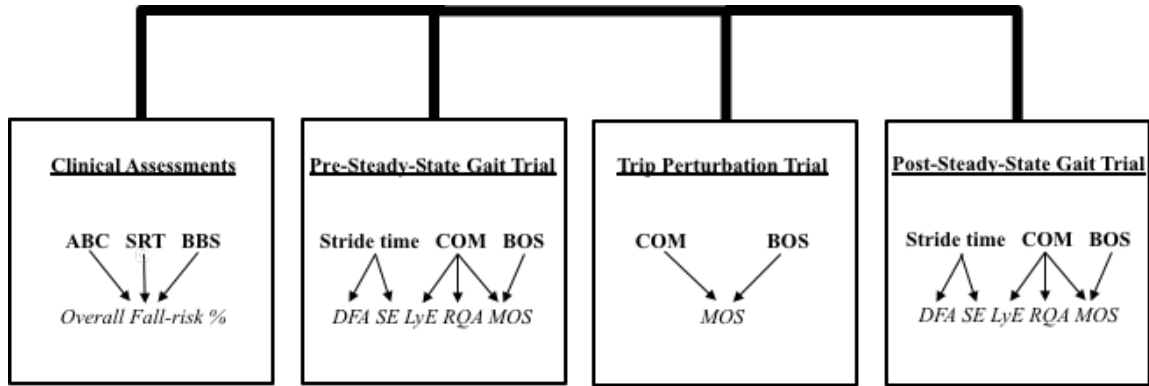 Clinical Assessments
ABC SRT BBS
Overall Fall-risk %
Pre-Steady-State Gait Trial
Stride time COM BOS
DFA SE LyE RQA MOS
Trip Perturbation Trial
COM BOS
MOS
Post-Steady-State Gait Trial
Stride time COM BOS
DFA SE LyE RQA MOS